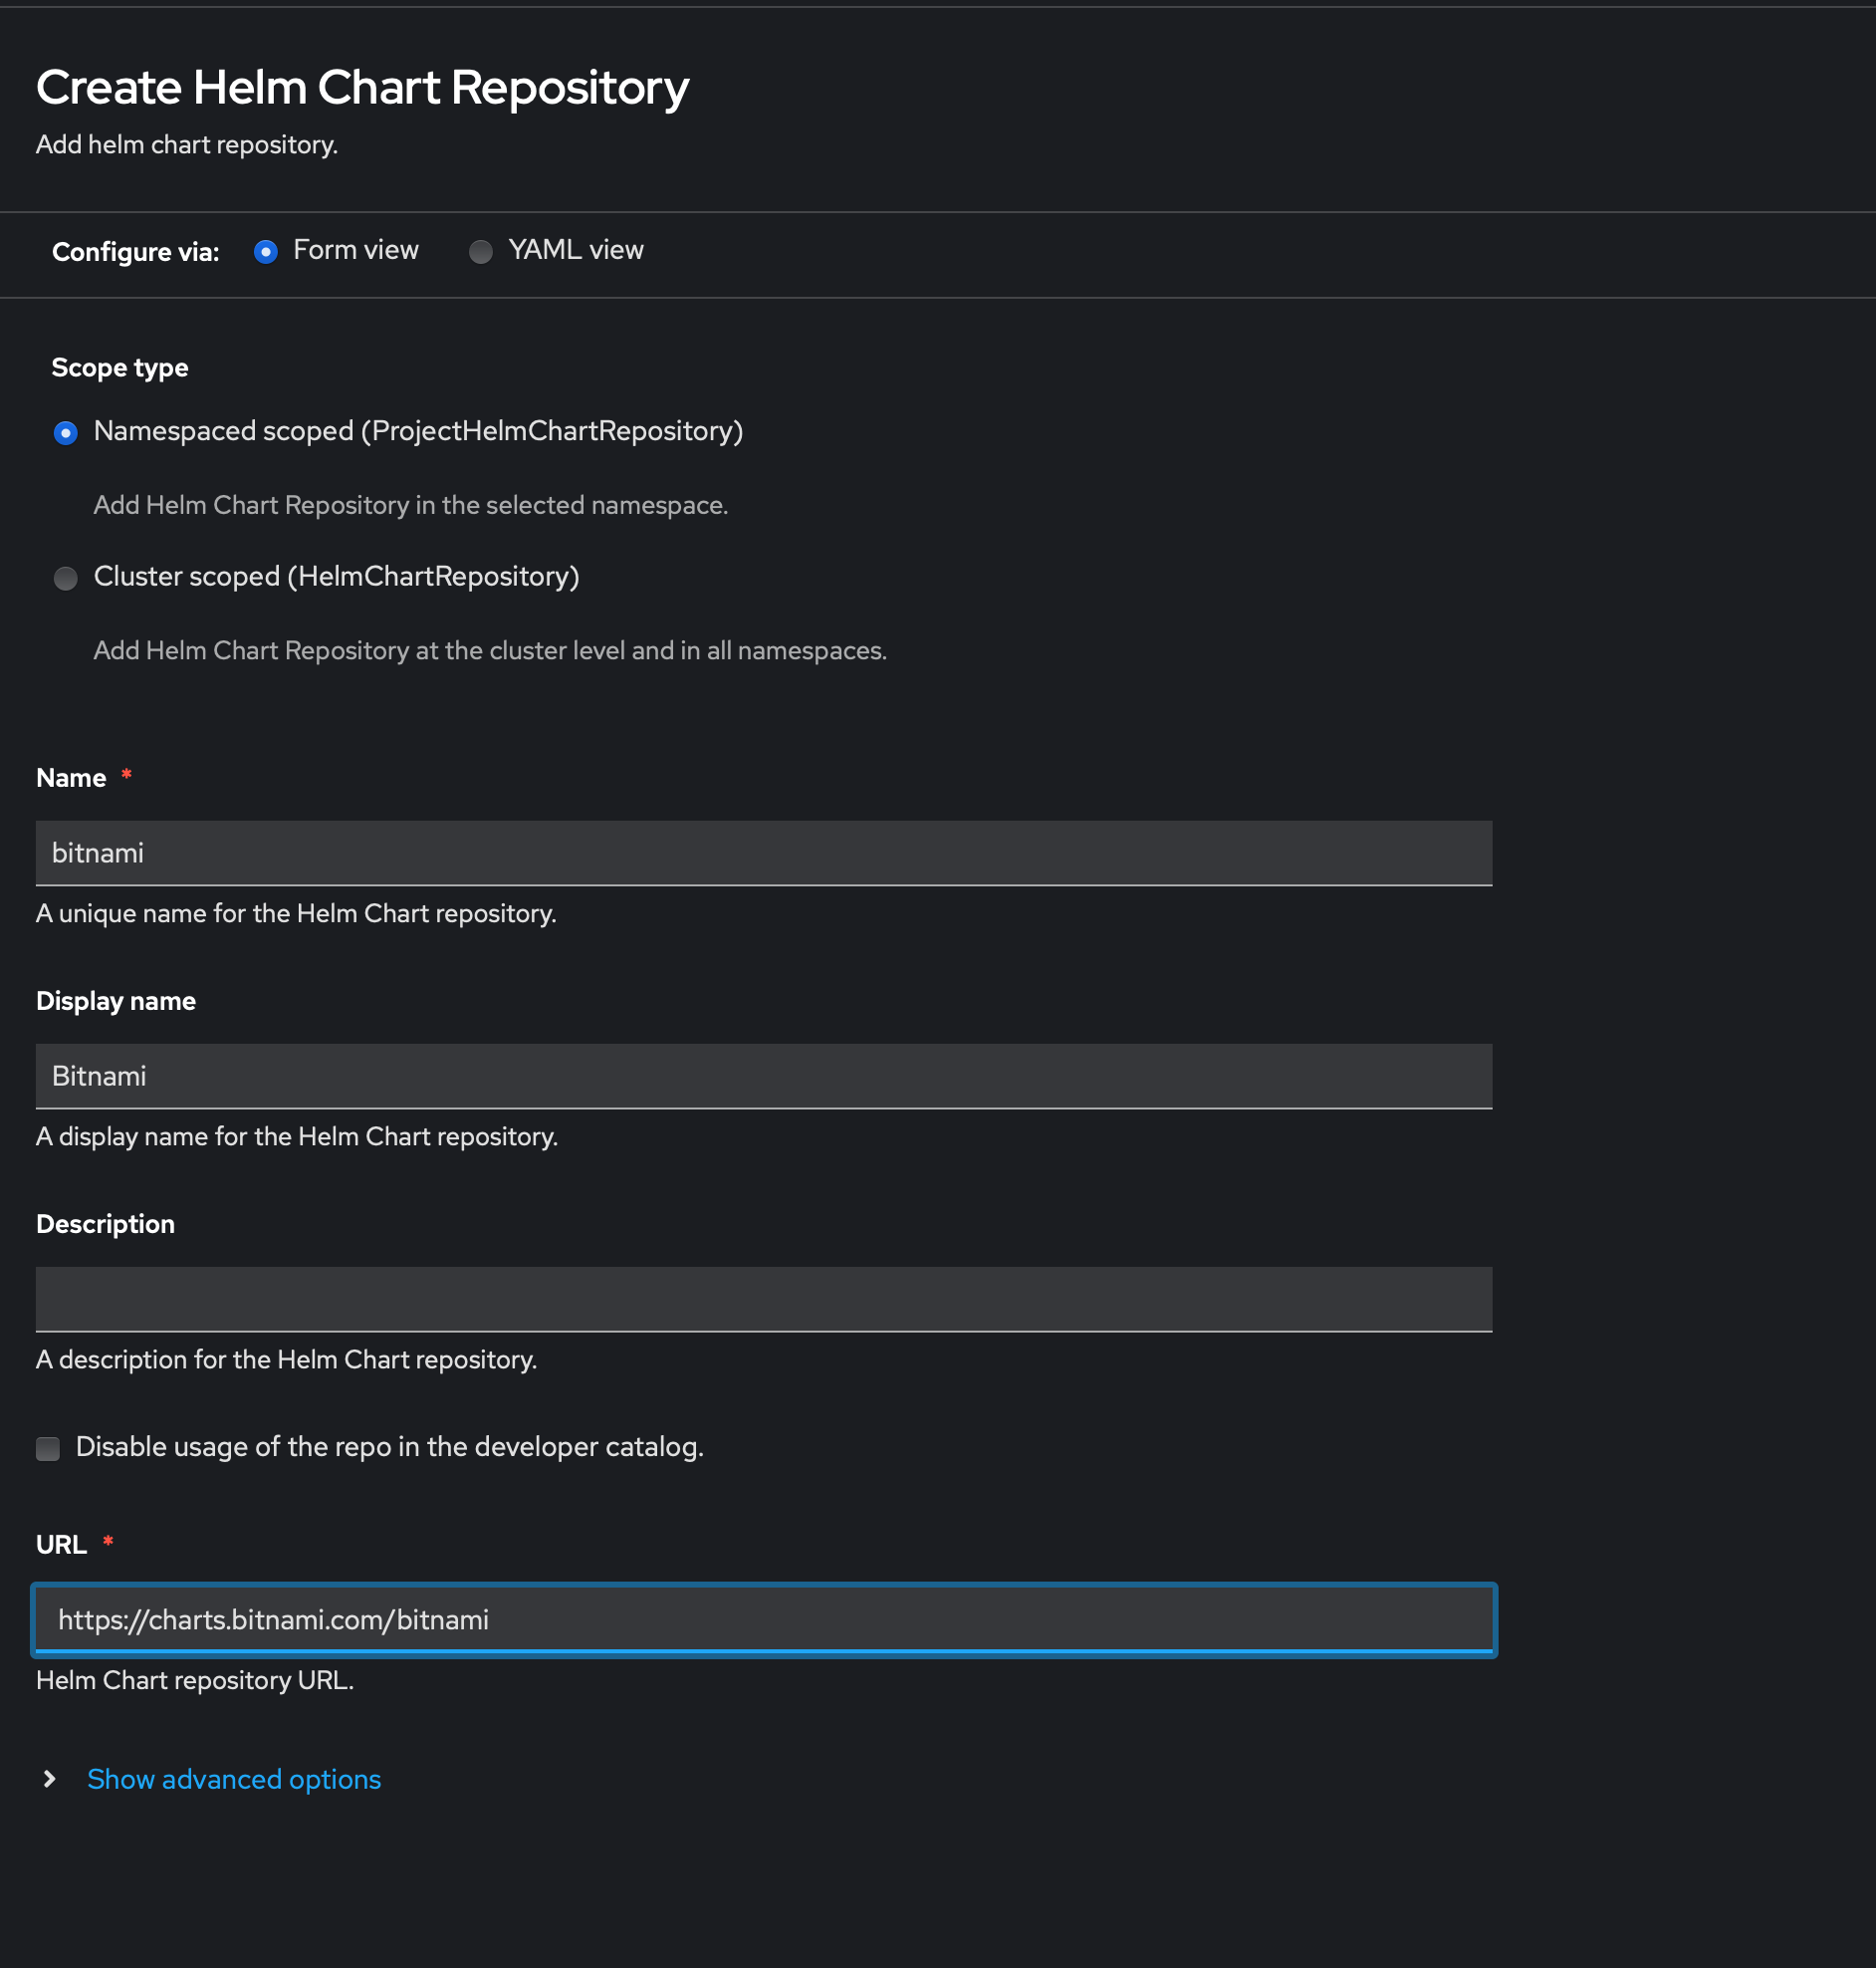 Create Helm Chart Repository
Add helm chart repository.
Configure via: Form view YAML view
Scope type
Namespaced scoped (ProjectHelmChartRepository)
Add Helm Chart Repository in the selected namespace.
Cluster scoped (HelmChartRepository)
Add Helm Chart Repository at the cluster level and in all namespaces.
Name *
bitnami
A unique name for the Helm Chart repository.
Display name
Bitnami
A display name for the Helm Chart repository.
Description
A description for the Helm Chart repository.
Disable usage of the repo in the developer catalog.
URL *
https://charts.bitnami.com/bitnami
Helm Chart repository URL.
Show advanced options